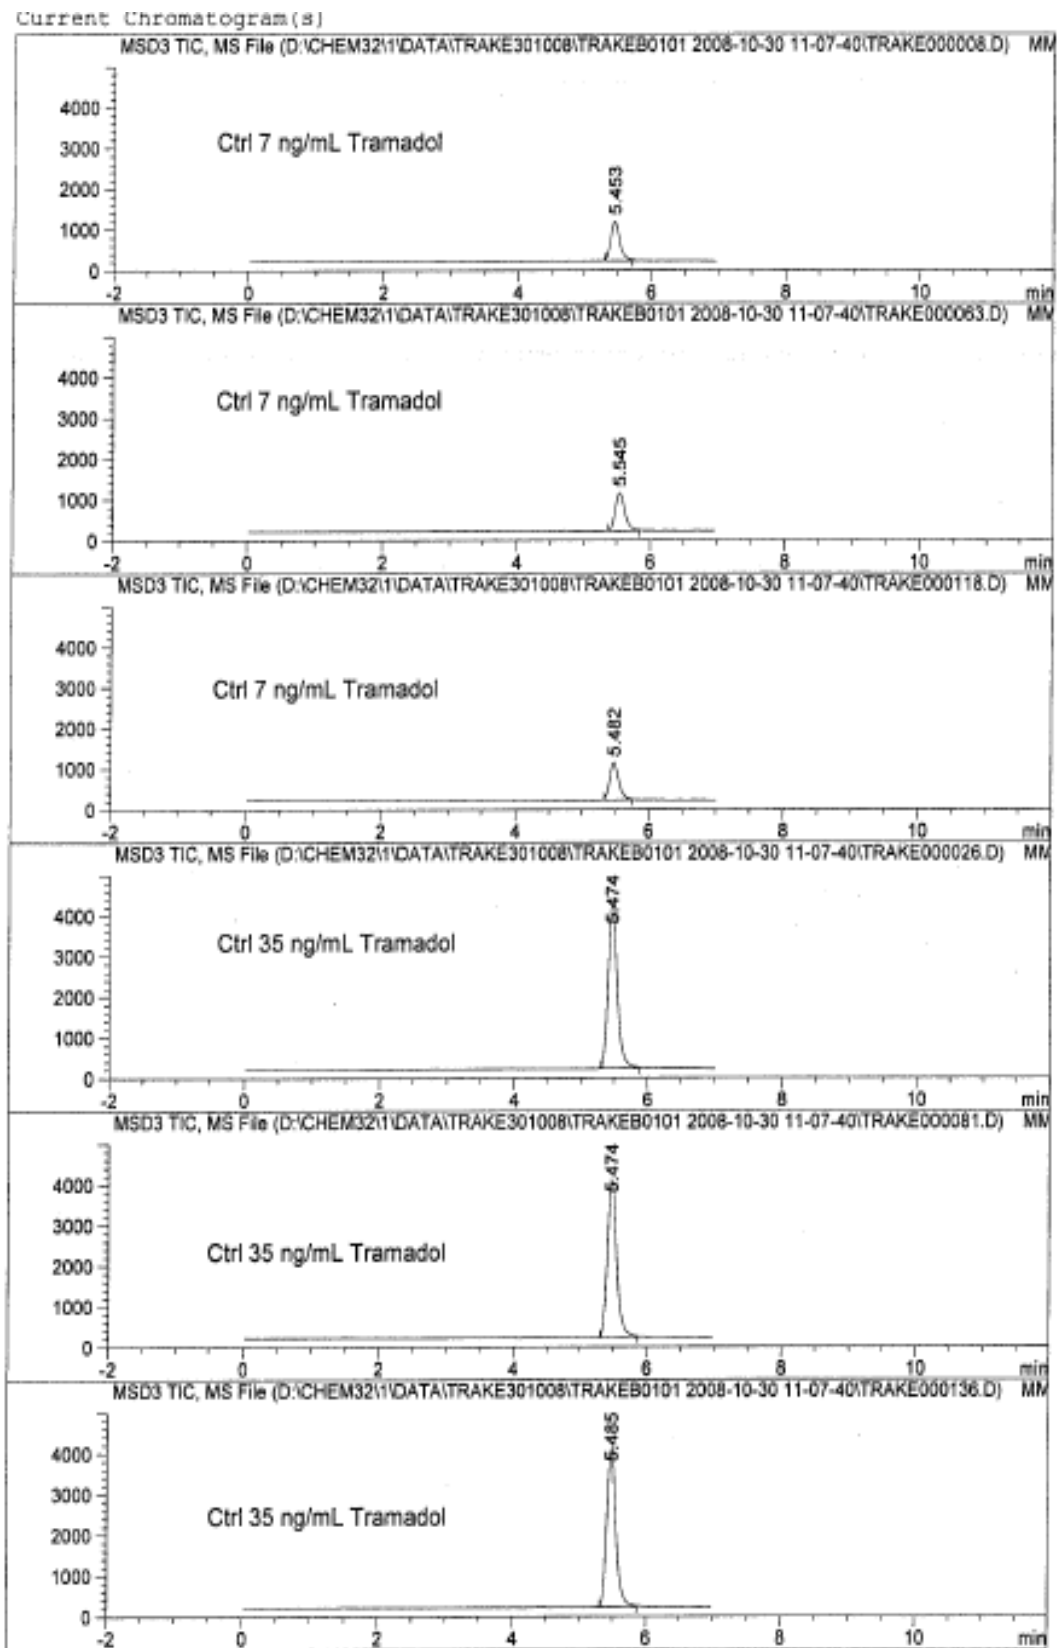 Current Chromatogram(s)
MSD3 TIC, MS File (D:\CHEM32\1\DATA\TRAKE301008\TRAKEB0101 2008-10-30 11-07-40\TRAKE000008.D) MM
4000
Ctrl 7 ng/mL Tramadol
3000
5.453
2000
1000
0
-2 0 2 4 6 8 10 min
MSD3 TIC, MS File (D:\CHEM32\1\DATA\TRAKE301008\TRAKEB0101 2008-10-30 11-07-40\TRAKE000063.D) MM
4000
Ctrl 7 ng/mL Tramadol
3000
5.545
2000
1000
0
-2 0 2 4 6 8 10 min
MSD3 TIC, MS File (D:\CHEM32\1\DATA\TRAKE301008\TRAKEB0101 2008-10-30 11-07-40\TRAKE000118.D) MM
4000
Ctrl 7 ng/mL Tramadol
3000
5.482
2000
1000
0
-2 0 2 4 6 8 10 min
MSD3 TIC, MS File (D:\CHEM32\1\DATA\TRAKE301008\TRAKEB0101 2008-10-30 11-07-40\TRAKE000026.D) MM
5.474
4000
Ctrl 35 ng/mL Tramadol
3000
2000
1000
0
-2 0 2 4 6 8 10 min
MSD3 TIC, MS File (D:\CHEM32\1\DATA\TRAKE301008\TRAKEB0101 2008-10-30 11-07-40\TRAKE000081.D) MM
5.474
4000
3000
Ctrl 35 ng/mL Tramadol
2000
1000
0
-2 0 2 4 6 8 10 min
MSD3 TIC, MS File (D:\CHEM32\1\DATA\TRAKE301008\TRAKEB0101 2008-10-30 11-07-40\TRAKE000136.D) MM
5.485
4000
3000
Ctrl 35 ng/mL Tramadol
2000
1000
0
-2 0 2 4 6 8 10 min